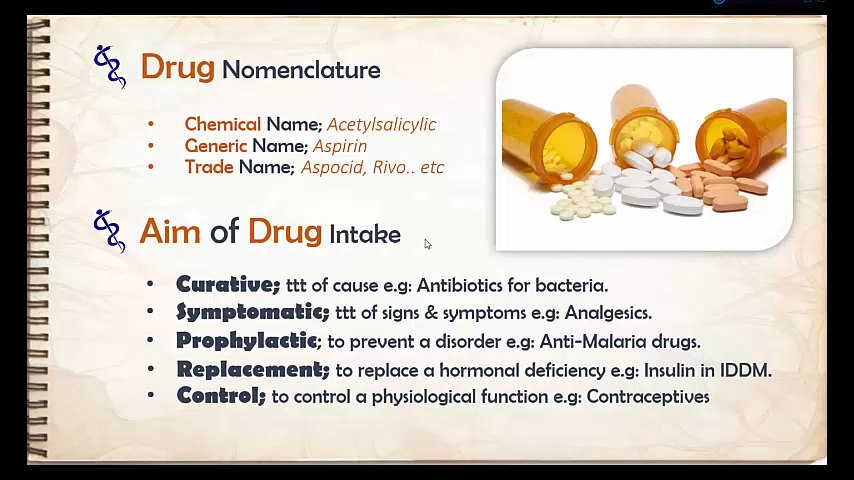 Drug Nomenclature
• Chemical Name; Acetylsalicylic
• Generic Name; Aspirin
• Trade Name; Aspocid, Rivo.. etc
Aim of Drug Intake
• Curative; ttt of cause e.g: Antibiotics for bacteria.
• Symptomatic; ttt of signs & symptoms e.g: Analgesics.
• Prophylactic; to prevent a disorder e.g: Anti-Malaria drugs.
• Replacement; to replace a hormonal deficiency e.g: Insulin in IDDM.
• Control; to control a physiological function e.g: Contraceptives